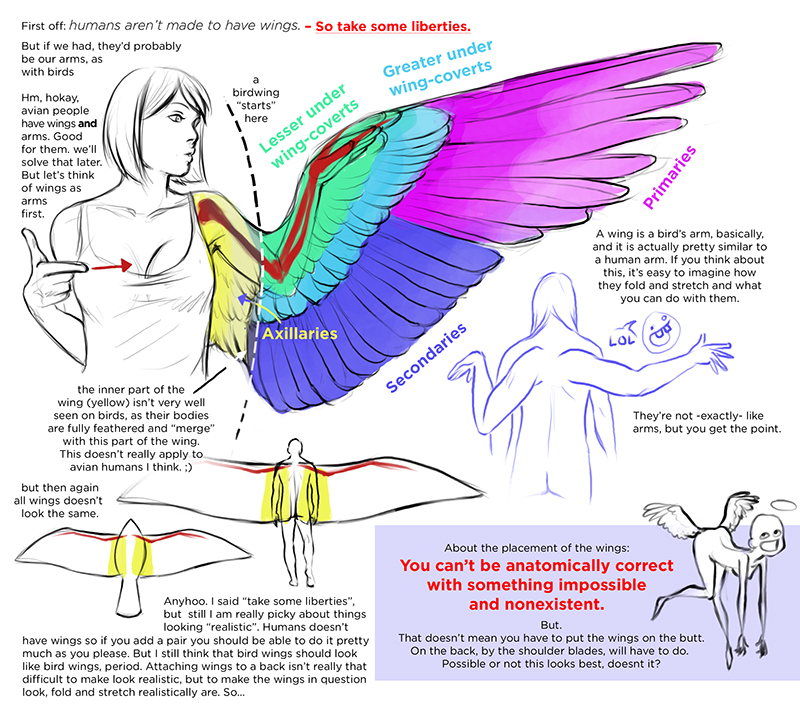 First off: humans aren't made to have wings. – So take some liberties.
But if we had, they'd probably
be our arms, as
with birds
Hm, hokay,
avian people
have wings and
arms. Good
for them. we'll
solve that later.
But let's think
of wings as
arms
first.
a
birdwing
"starts"
here
Lesser under
wing-coverts
Greater under
wing-coverts
Primaries
Axillaries
Secondaries
A wing is a bird's arm, basically,
and it is actually pretty similar to
a human arm. If you think about
this, it's easy to imagine how
they fold and stretch and what
you can do with them.
LOL
They're not -exactly- like
arms, but you get the point.
the inner part of the
wing (yellow) isn't very well
seen on birds, as their bodies
are fully feathered and "merge"
with this part of the wing.
This doesn't really apply to
avian humans I think. ;)
but then again
all wings doesn't
look the same.
Anyhoo. I said "take some liberties",
but still I am really picky about things
looking "realistic". Humans doesn't
have wings so if you add a pair you should be able to do it pretty
much as you please. But I still think that bird wings should look
like bird wings, period. Attaching wings to a back isn't really that
difficult to make look realistic, but to make the wings in question
look, fold and stretch realistically are. So...
About the placement of the wings:
You can't be anatomically correct
with something impossible
and nonexistent.
But.
That doesn't mean you have to put the wings on the butt.
On the back, by the shoulder blades, will have to do.
Possible or not this looks best, doesnt it?